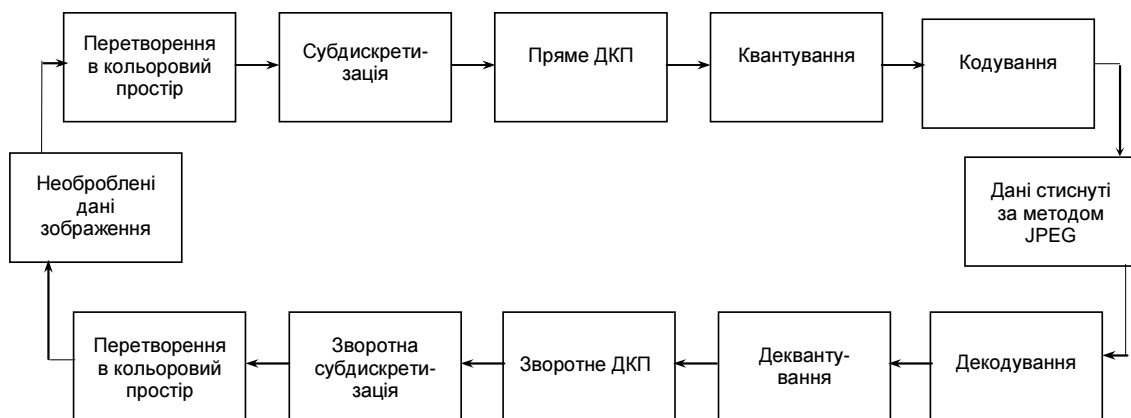 Перетворення
в кольоровий
простір
Субдискрети-
зація
Пряме ДКП
Квантування
Кодування
Необроблені
дані
зображення
Дані стиснуті
за методом
JPEG
Перетворення
в кольоровий
простір
Зворотна
субдискрети-
зація
Зворотне ДКП
Декванту-
вання
Декодування